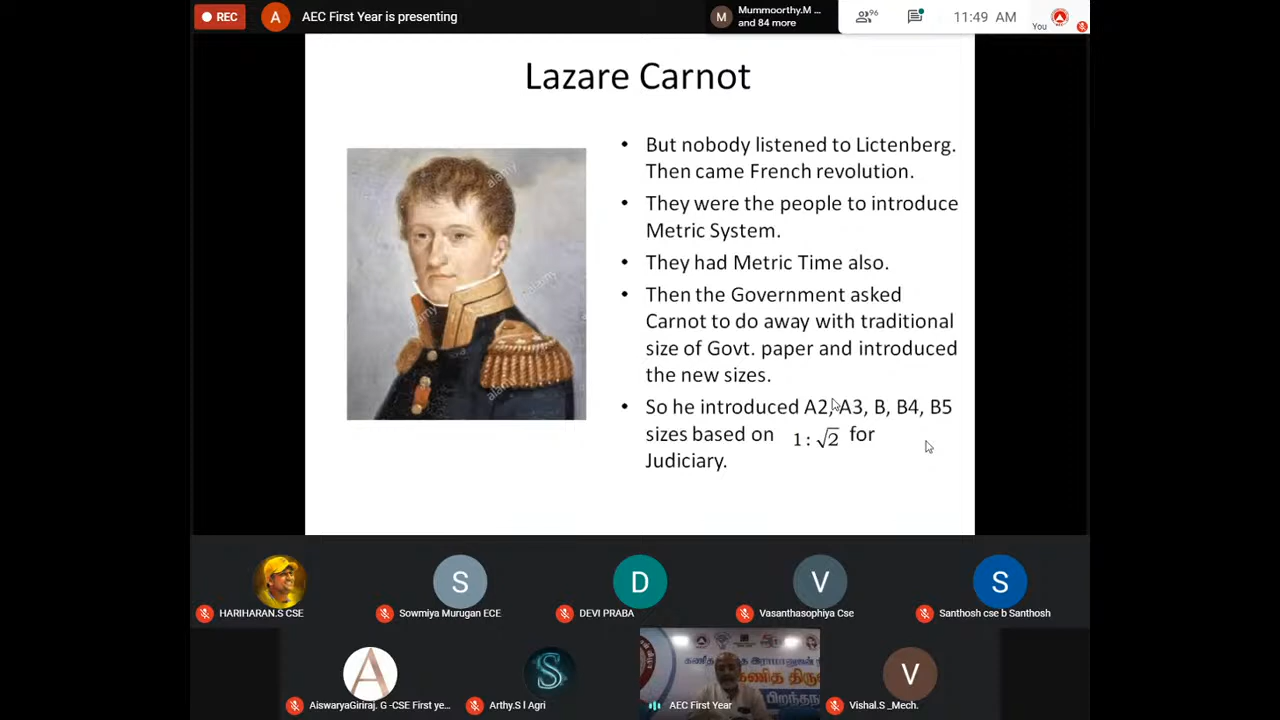 REC
A
AEC First Year is presenting
M
Mummoorthy.M ...
and 84 more
96
11:49 AM
You
Lazare Carnot
alamy
alamy
• But nobody listened to Lictenberg.
Then came French revolution.
• They were the people to introduce
Metric System.
• They had Metric Time also.
• Then the Government asked
Carnot to do away with traditional
size of Govt. paper and introduced
the new sizes.
• So he introduced A2, A3, B, B4, B5
sizes based on 1:√2 for
Judiciary.
HARIHARAN.S CSE
S
Sowmiya Murugan ECE
D
DEVI PRABA
V
Vasanthasophiya Cse
S
Santhosh cse b Santhosh
A
AiswaryaGiriraj. G -CSE First ye...
S
Arthy.S I Agri
கணித
AEC First Year
V
Vishal.S _Mech.